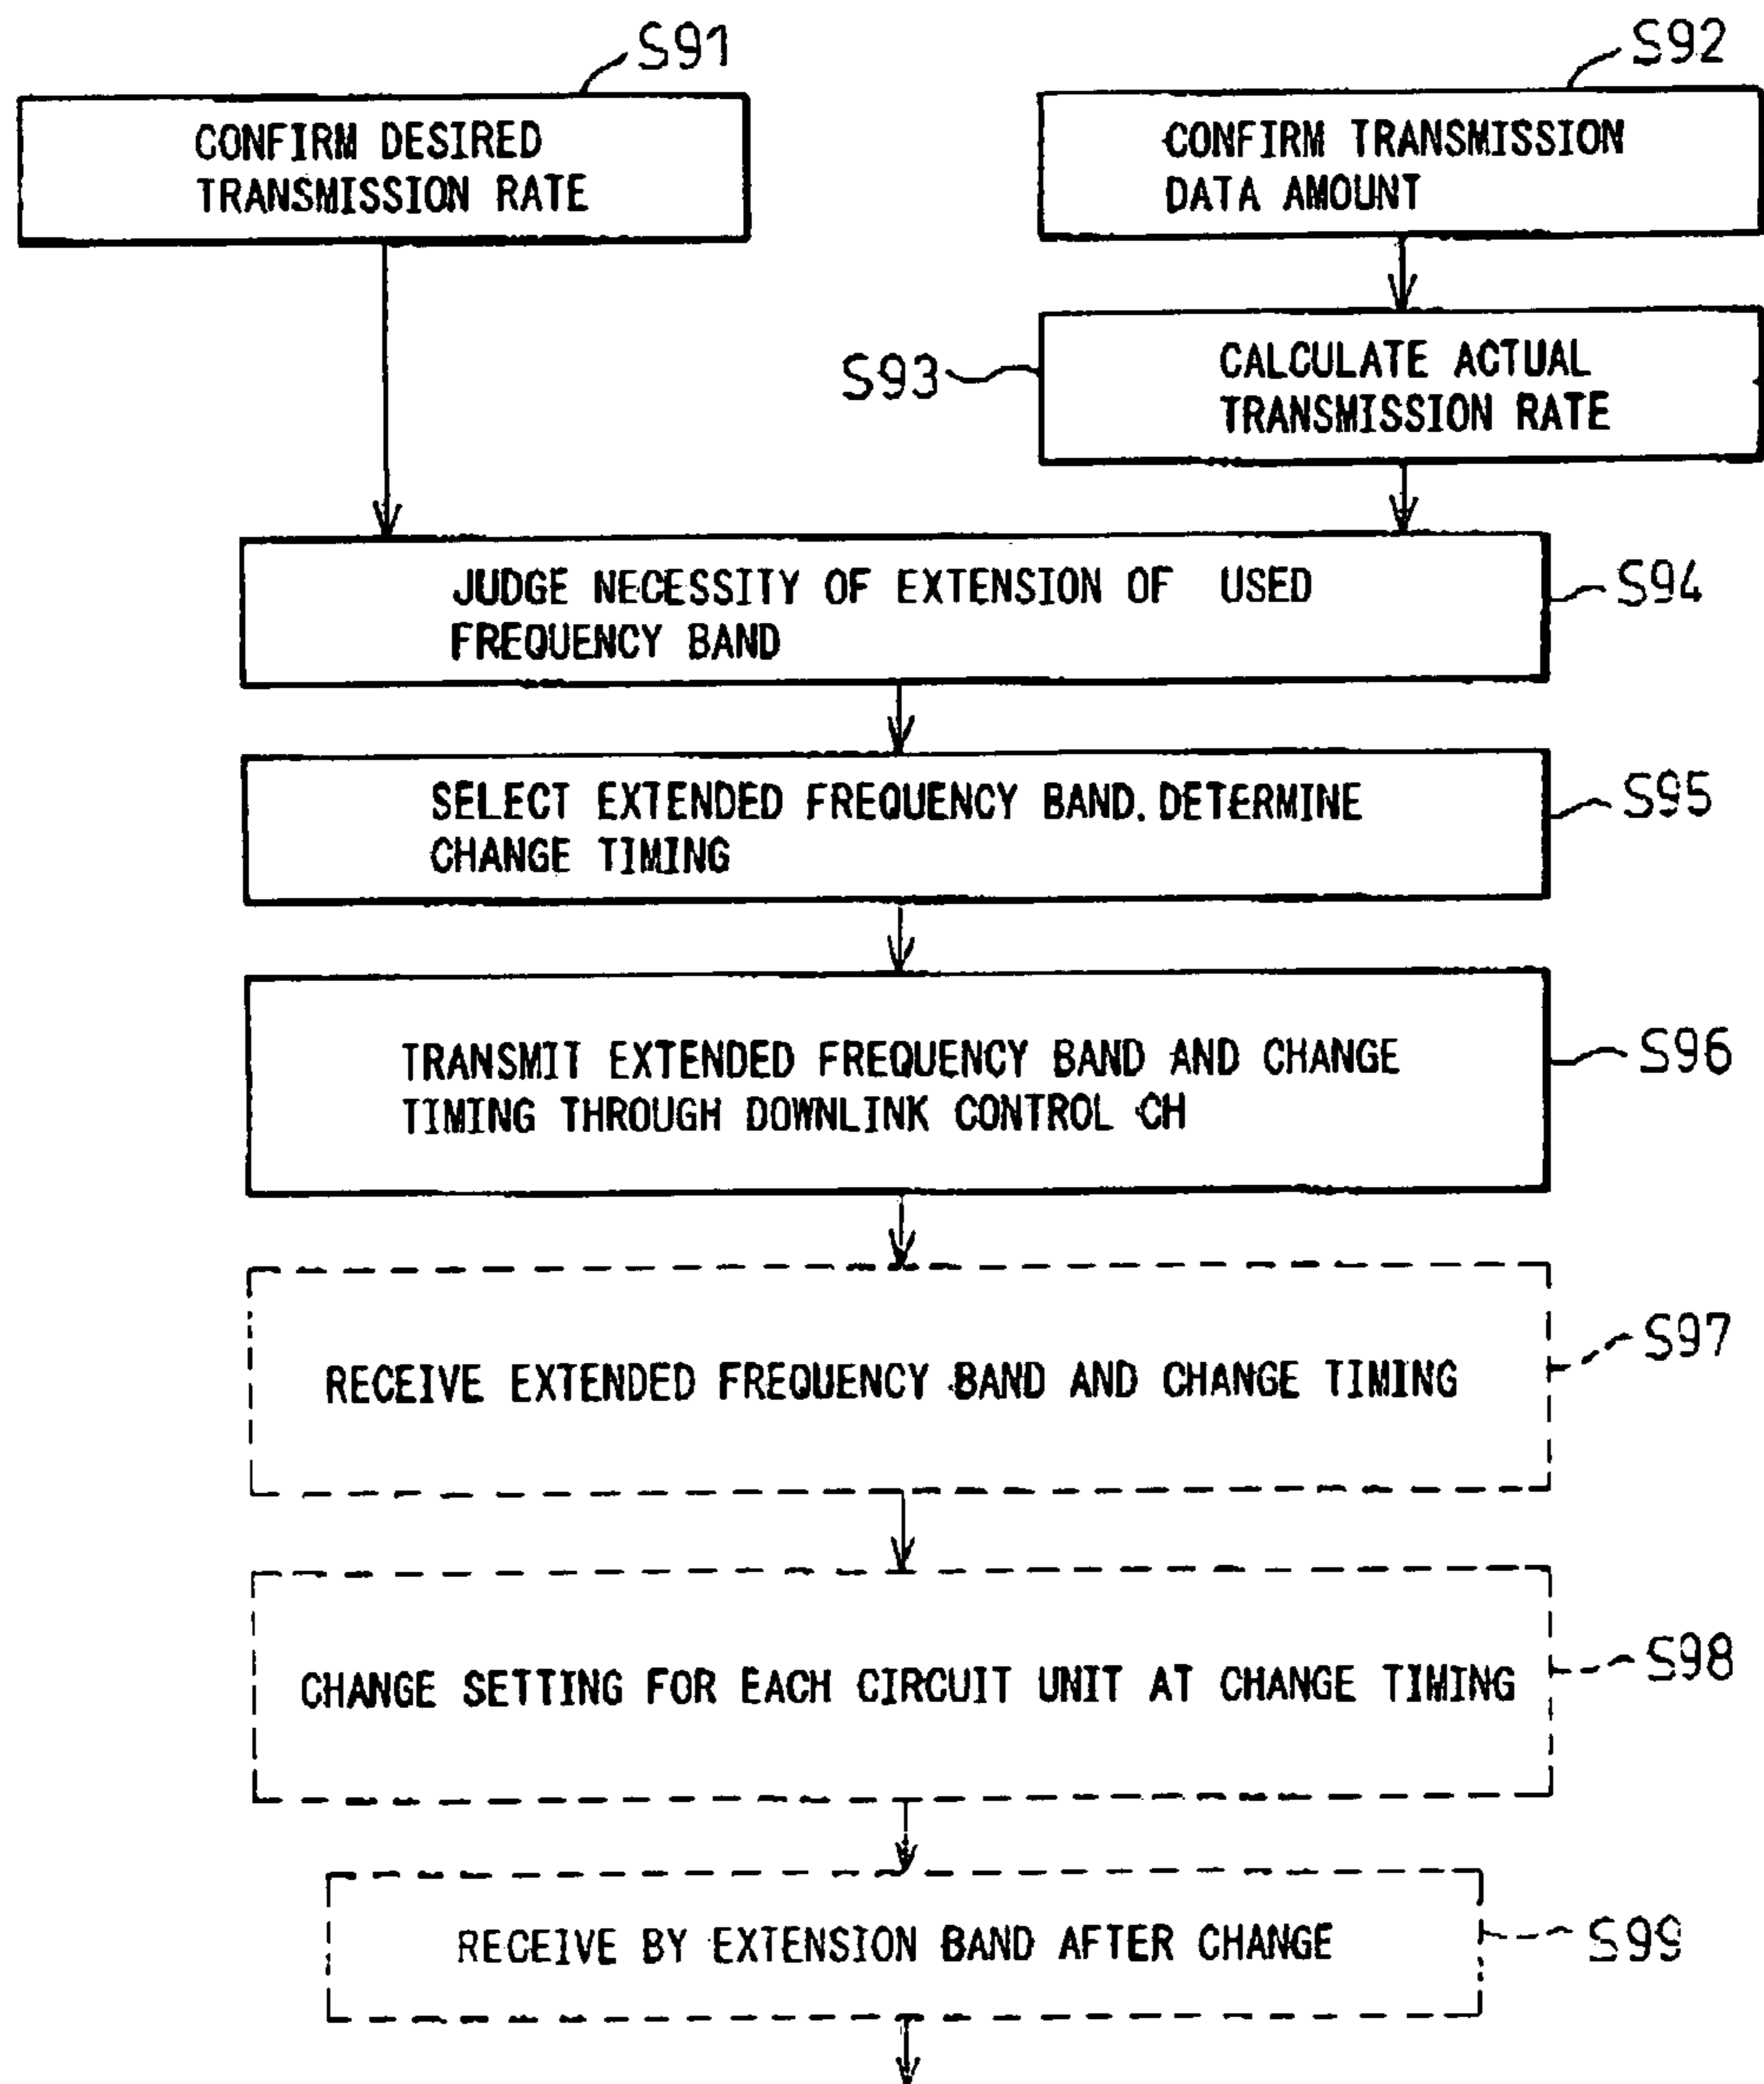 S91
CONFIRM DESIRED
TRANSMISSION RATE
S92
CONFIRM TRANSMISSION
DATA AMOUNT
S93
CALCULATE ACTUAL
TRANSMISSION RATE
JUDGE NECESSITY OF EXTENSION OF USED
FREQUENCY BAND
S94
SELECT EXTENDED FREQUENCY BAND. DETERMINE
CHANGE TIMING
S95
TRANSMIT EXTENDED FREQUENCY BAND AND CHANGE
TIMING THROUGH DOWNLINK CONTROL CH
S96
RECEIVE EXTENDED FREQUENCY BAND AND CHANGE TIMING
S97
CHANGE SETTING FOR EACH CIRCUIT UNIT AT CHANGE TIMING
S98
RECEIVE BY EXTENSION BAND AFTER CHANGE
S99